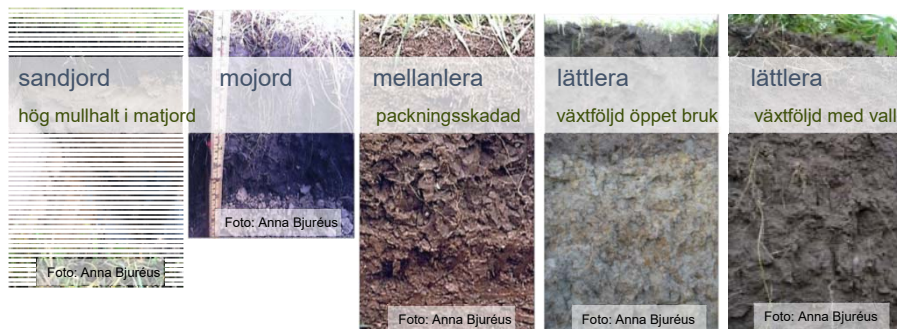 sandjord
hög mullhalt i matjord
Foto: Anna Bjuréus
mojord
Foto: Anna Bjuréus
mellanlera
packningsskadad
Foto: Anna Bjuréus
lättlera
växtföljd öppet bruk
Foto: Anna Bjuréus
lättlera
växtföljd med vall
Foto: Anna Bjuréus